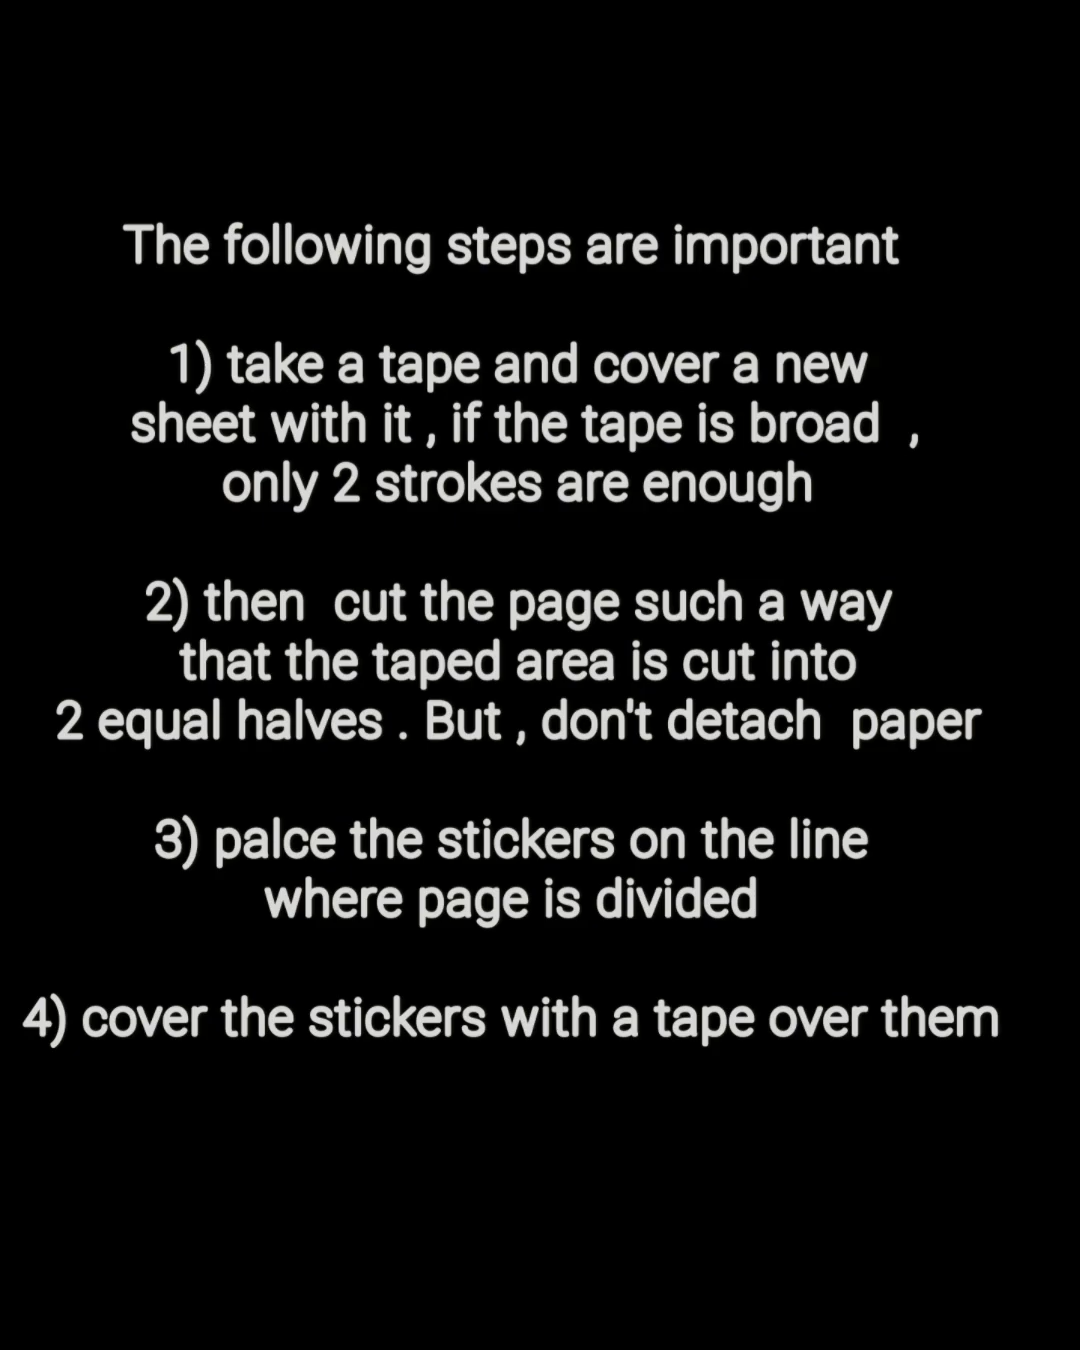 The following steps are important
1) take a tape and cover a new
sheet with it , if the tape is broad  ,
only 2 strokes are enough
2) then  cut the page such a way
that the taped area is cut into
2 equal halves . But , don't detach  paper
3) palce the stickers on the line
where page is divided
4) cover the stickers with a tape over them